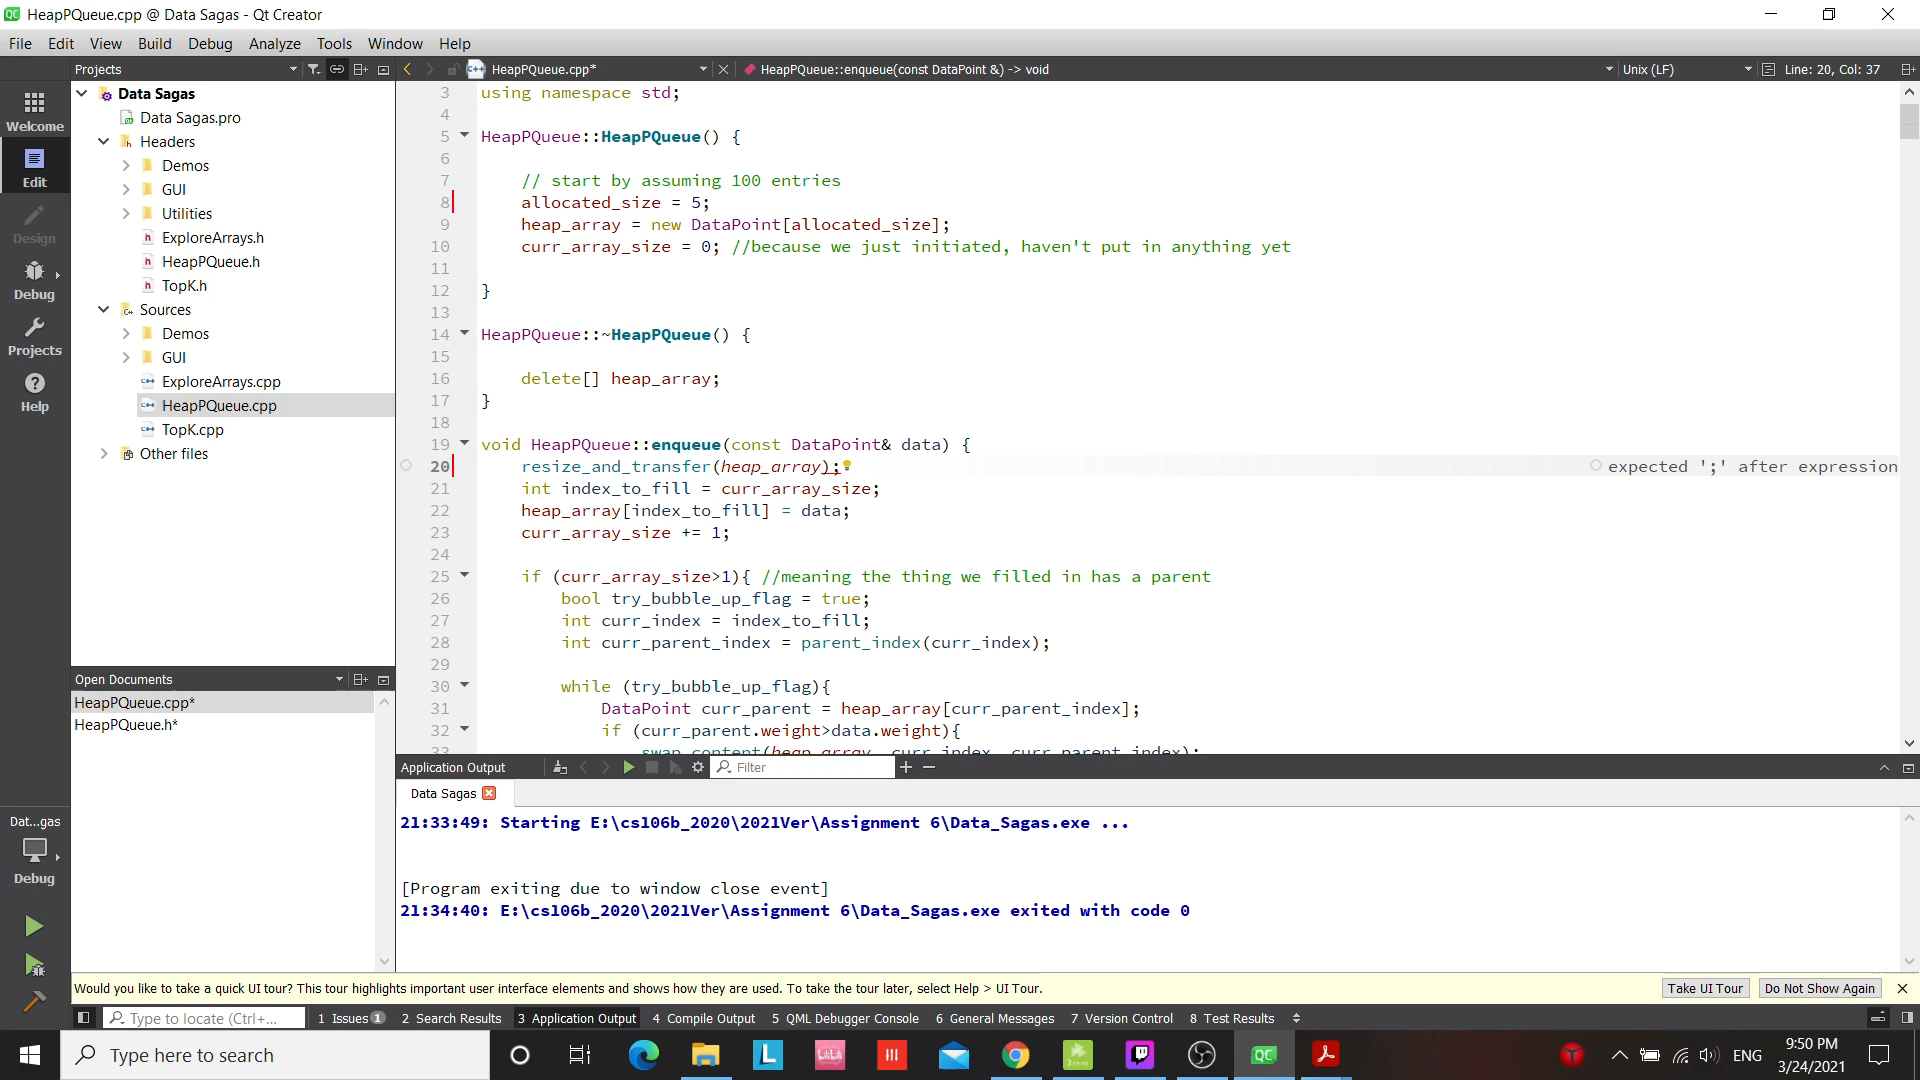 HeapPQueue.cpp @ Data Sagas - Qt Creator
File Edit View Build Debug Analyze Tools Window Help
Projects
HeapPQueue.cpp*
HeapPQueue::enqueue(const DataPoint &) -> void
Unix (LF)
Line: 20, Col: 37
Welcome
Edit
Design
Debug
Projects
Help
Data Sagas
Data Sagas.pro
Headers
Demos
GUI
Utilities
ExploreArrays.h
HeapPQueue.h
TopK.h
Sources
Demos
GUI
ExploreArrays.cpp
HeapPQueue.cpp
TopK.cpp
Other files
3 using namespace std;
4
5 HeapPQueue::HeapPQueue() {
6
7 // start by assuming 100 entries
8 allocated_size = 5;
9 heap_array = new DataPoint[allocated_size];
10 curr_array_size = 0; //because we just initiated, haven't put in anything yet
11
12 }
13
14 HeapPQueue::~HeapPQueue() {
15
16 delete[] heap_array;
17 }
18
19 void HeapPQueue::enqueue(const DataPoint& data) {
20 resize_and_transfer(heap_array); expected ';' after expression
21 int index_to_fill = curr_array_size;
22 heap_array[index_to_fill] = data;
23 curr_array_size += 1;
24
25 if (curr_array_size>1){ //meaning the thing we filled in has a parent
26 bool try_bubble_up_flag = true;
27 int curr_index = index_to_fill;
28 int curr_parent_index = parent_index(curr_index);
29
30 while (try_bubble_up_flag){
31 DataPoint curr_parent = heap_array[curr_parent_index];
32 if (curr_parent.weight>data.weight){
33 swap_content(heap_array, curr_index, curr_parent_index);
Open Documents
HeapPQueue.cpp*
HeapPQueue.h*
Application Output
Filter
Data Sagas
21:33:49: Starting E:\cs106b_2020\2021Ver\Assignment 6\Data_Sagas.exe ...
[Program exiting due to window close event]
21:34:40: E:\cs106b_2020\2021Ver\Assignment 6\Data_Sagas.exe exited with code 0
Dat...gas
Debug
Would you like to take a quick UI tour? This tour highlights important user interface elements and shows how they are used. To take the tour later, select Help > UI Tour.
Take UI Tour
Do Not Show Again
Type to locate (Ctrl+...
1 Issues 1
2 Search Results
3 Application Output
4 Compile Output
5 QML Debugger Console
6 General Messages
7 Version Control
8 Test Results
Type here to search
L
QC
ENG
9:50 PM
3/24/2021